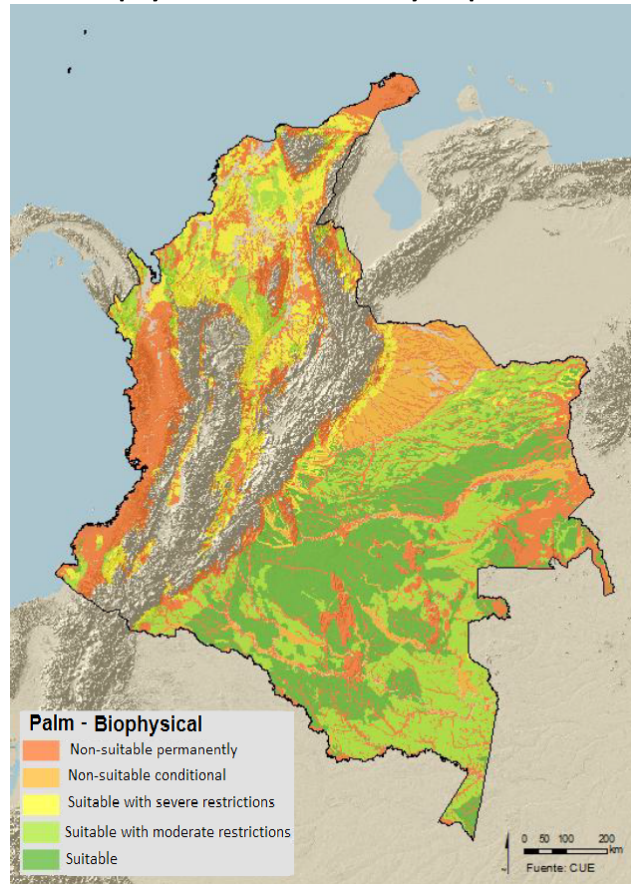 Palm - Biophysical
Non-suitable permanently
Non-suitable conditional
Suitable with severe restrictions
Suitable with moderate restrictions
Suitable
0 50 100 200
km
Fuente: CUE